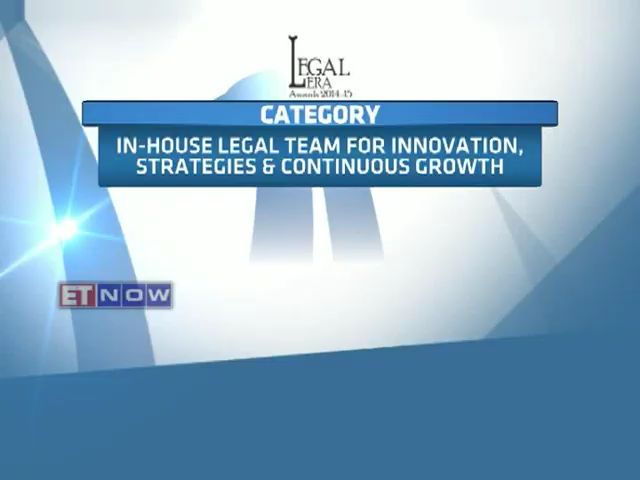 LEGAL
ERA
Awards 2014-15
CATEGORY
IN-HOUSE LEGAL TEAM FOR INNOVATION,
STRATEGIES & CONTINUOUS GROWTH
ET NOW